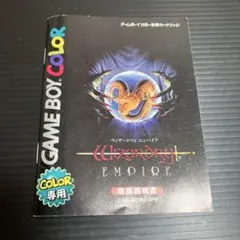 ゲームボーイカラー専用カートリッジ
GAME BOY COLOR
ウィザードリィ エンパイア
Wizardry
EMPIRE
COLOR
専用
取扱説明書